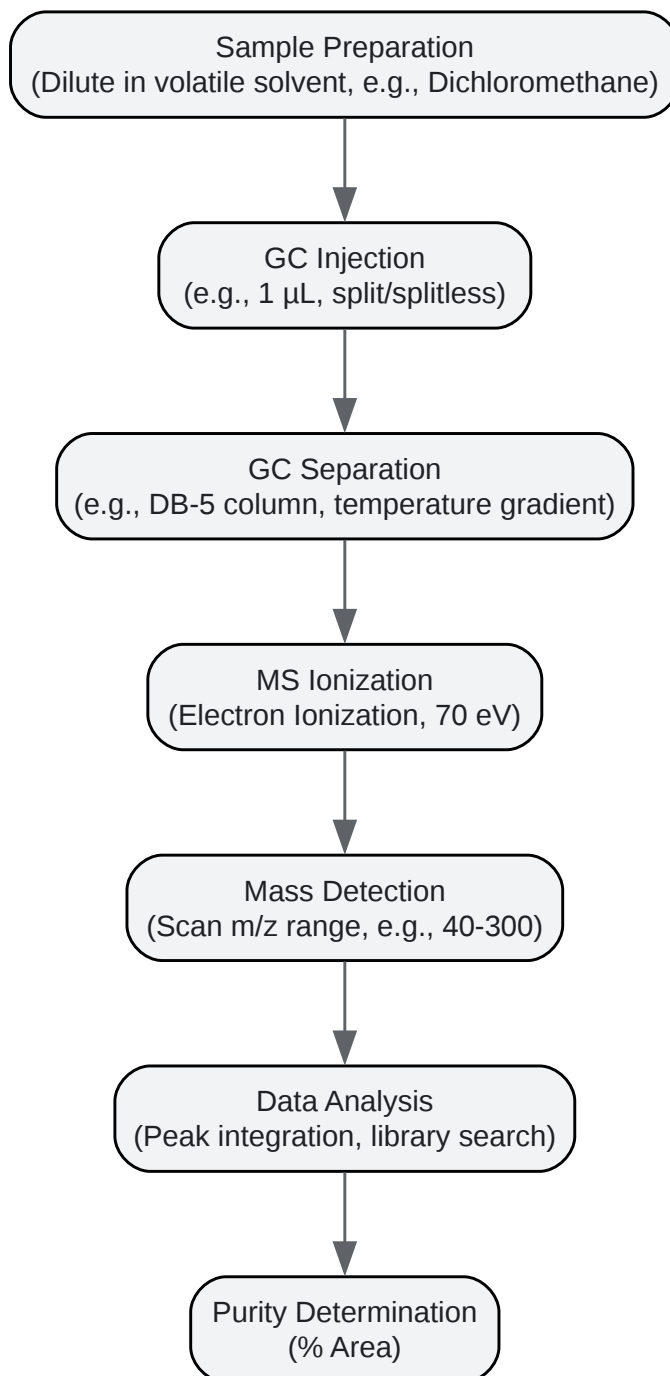 Sample Preparation
(Dilute in volatile solvent, e.g., Dichloromethane)
GC Injection
(e.g., 1 µL, split/splitless)
GC Separation
(e.g., DB-5 column, temperature gradient)
MS Ionization
(Electron Ionization, 70 eV)
Mass Detection
(Scan m/z range, e.g., 40-300)
Data Analysis
(Peak integration, library search)
Purity Determination
(% Area)